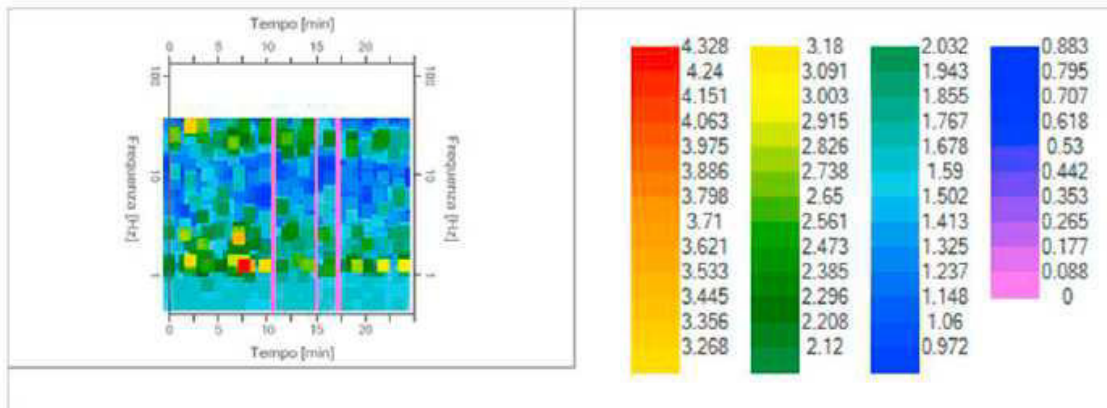 Tempo [min]
0 5 10 15 20
100 100
Frequenza [Hz] Frequenza [Hz]
10 10
1 1
0 5 10 15 20
Tempo [min]
4.328 3.18 2.032 0.883
4.24 3.091 1.943 0.795
4.151 3.003 1.855 0.707
4.063 2.915 1.767 0.618
3.975 2.826 1.678 0.53
3.886 2.738 1.59 0.442
3.798 2.65 1.502 0.353
3.71 2.561 1.413 0.265
3.621 2.473 1.325 0.177
3.533 2.385 1.237 0.088
3.445 2.296 1.148 0
3.356 2.208 1.06
3.268 2.12 0.972